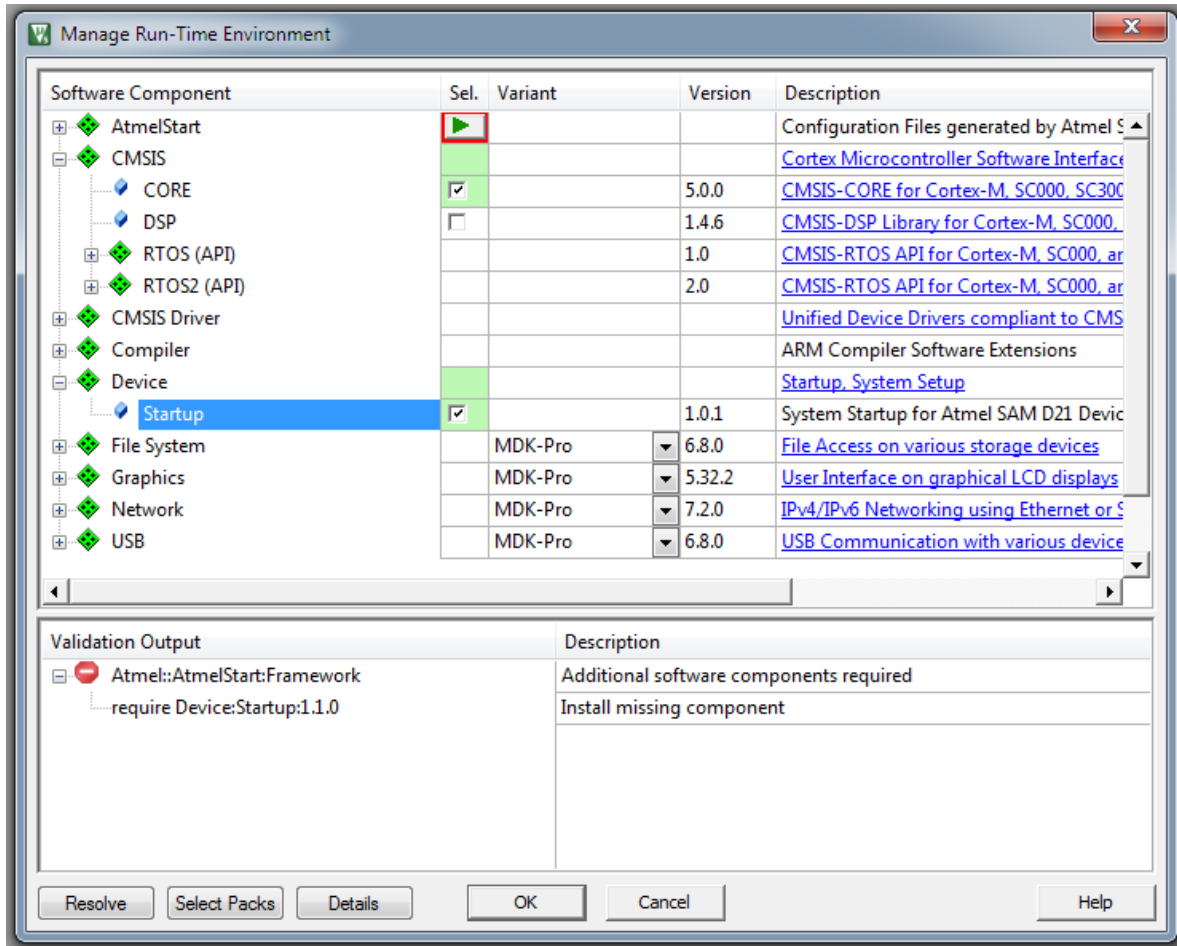 Manage Run-Time Environment
Software Component Sel. Variant Version Description
AtmelStart Configuration Files generated by Atmel S
CMSIS Cortex Microcontroller Software Interface
CORE 5.0.0 CMSIS-CORE for Cortex-M, SC000, SC300
DSP 1.4.6 CMSIS-DSP Library for Cortex-M, SC000,
RTOS (API) 1.0 CMSIS-RTOS API for Cortex-M, SC000, ar
RTOS2 (API) 2.0 CMSIS-RTOS API for Cortex-M, SC000, ar
CMSIS Driver Unified Device Drivers compliant to CMS
Compiler ARM Compiler Software Extensions
Device Startup, System Setup
Startup 1.0.1 System Startup for Atmel SAM D21 Devic
File System MDK-Pro 6.8.0 File Access on various storage devices
Graphics MDK-Pro 5.32.2 User Interface on graphical LCD displays
Network MDK-Pro 7.2.0 IPv4/IPv6 Networking using Ethernet or S
USB MDK-Pro 6.8.0 USB Communication with various device
Validation Output Description
Atmel::AtmelStart:Framework Additional software components required
require Device:Startup:1.1.0 Install missing component
Resolve Select Packs Details OK Cancel Help